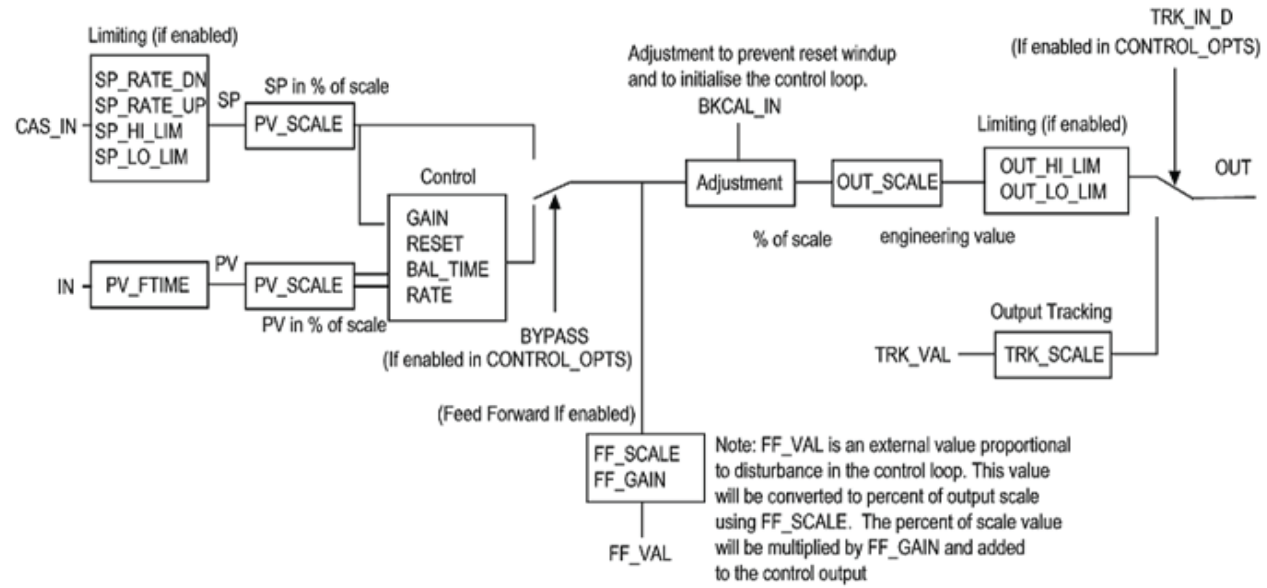 Limiting (if enabled)
SP_RATE_DN
SP_RATE_UP
SP_HI_LIM
SP_LO_LIM
CAS_IN
SP
SP in % of scale
PV_SCALE
Control
GAIN
RESET
BAL_TIME
RATE
IN
PV_FTIME
PV
PV_SCALE
PV in % of scale
BYPASS
(If enabled in CONTROL_OPTS)
Adjustment to prevent reset windup
and to initialise the control loop.
BKCAL_IN
Adjustment
% of scale
OUT_SCALE
engineering value
Limiting (if enabled)
OUT_HI_LIM
OUT_LO_LIM
TRK_IN_D
(If enabled in CONTROL_OPTS)
OUT
Output Tracking
TRK_VAL
TRK_SCALE
(Feed Forward If enabled)
FF_SCALE
FF_GAIN
FF_VAL
Note: FF_VAL is an external value proportional
to disturbance in the control loop. This value
will be converted to percent of output scale
using FF_SCALE. The percent of scale value
will be multiplied by FF_GAIN and added
to the control output